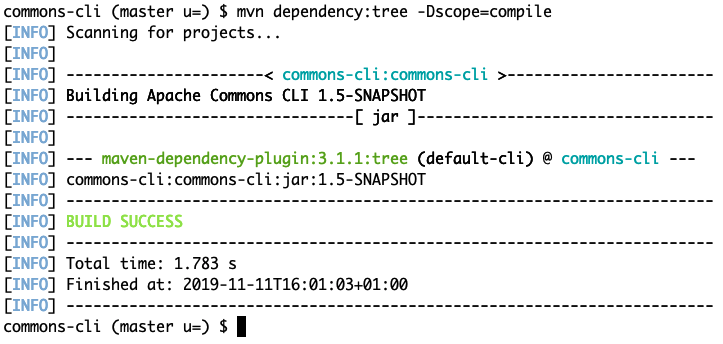 commons-cli (master u=) $ mvn dependency:tree -Dscope=compile
[INFO] Scanning for projects...
[INFO]
[INFO] ----------------------< commons-cli:commons-cli >-----------------------
[INFO] Building Apache Commons CLI 1.5-SNAPSHOT
[INFO] --------------------------------[ jar ]---------------------------------
[INFO]
[INFO] --- maven-dependency-plugin:3.1.1:tree (default-cli) @ commons-cli ---
[INFO] commons-cli:commons-cli:jar:1.5-SNAPSHOT
[INFO] ------------------------------------------------------------------------
[INFO] BUILD SUCCESS
[INFO] ------------------------------------------------------------------------
[INFO] Total time: 1.783 s
[INFO] Finished at: 2019-11-11T16:01:03+01:00
[INFO] ------------------------------------------------------------------------
commons-cli (master u=) $